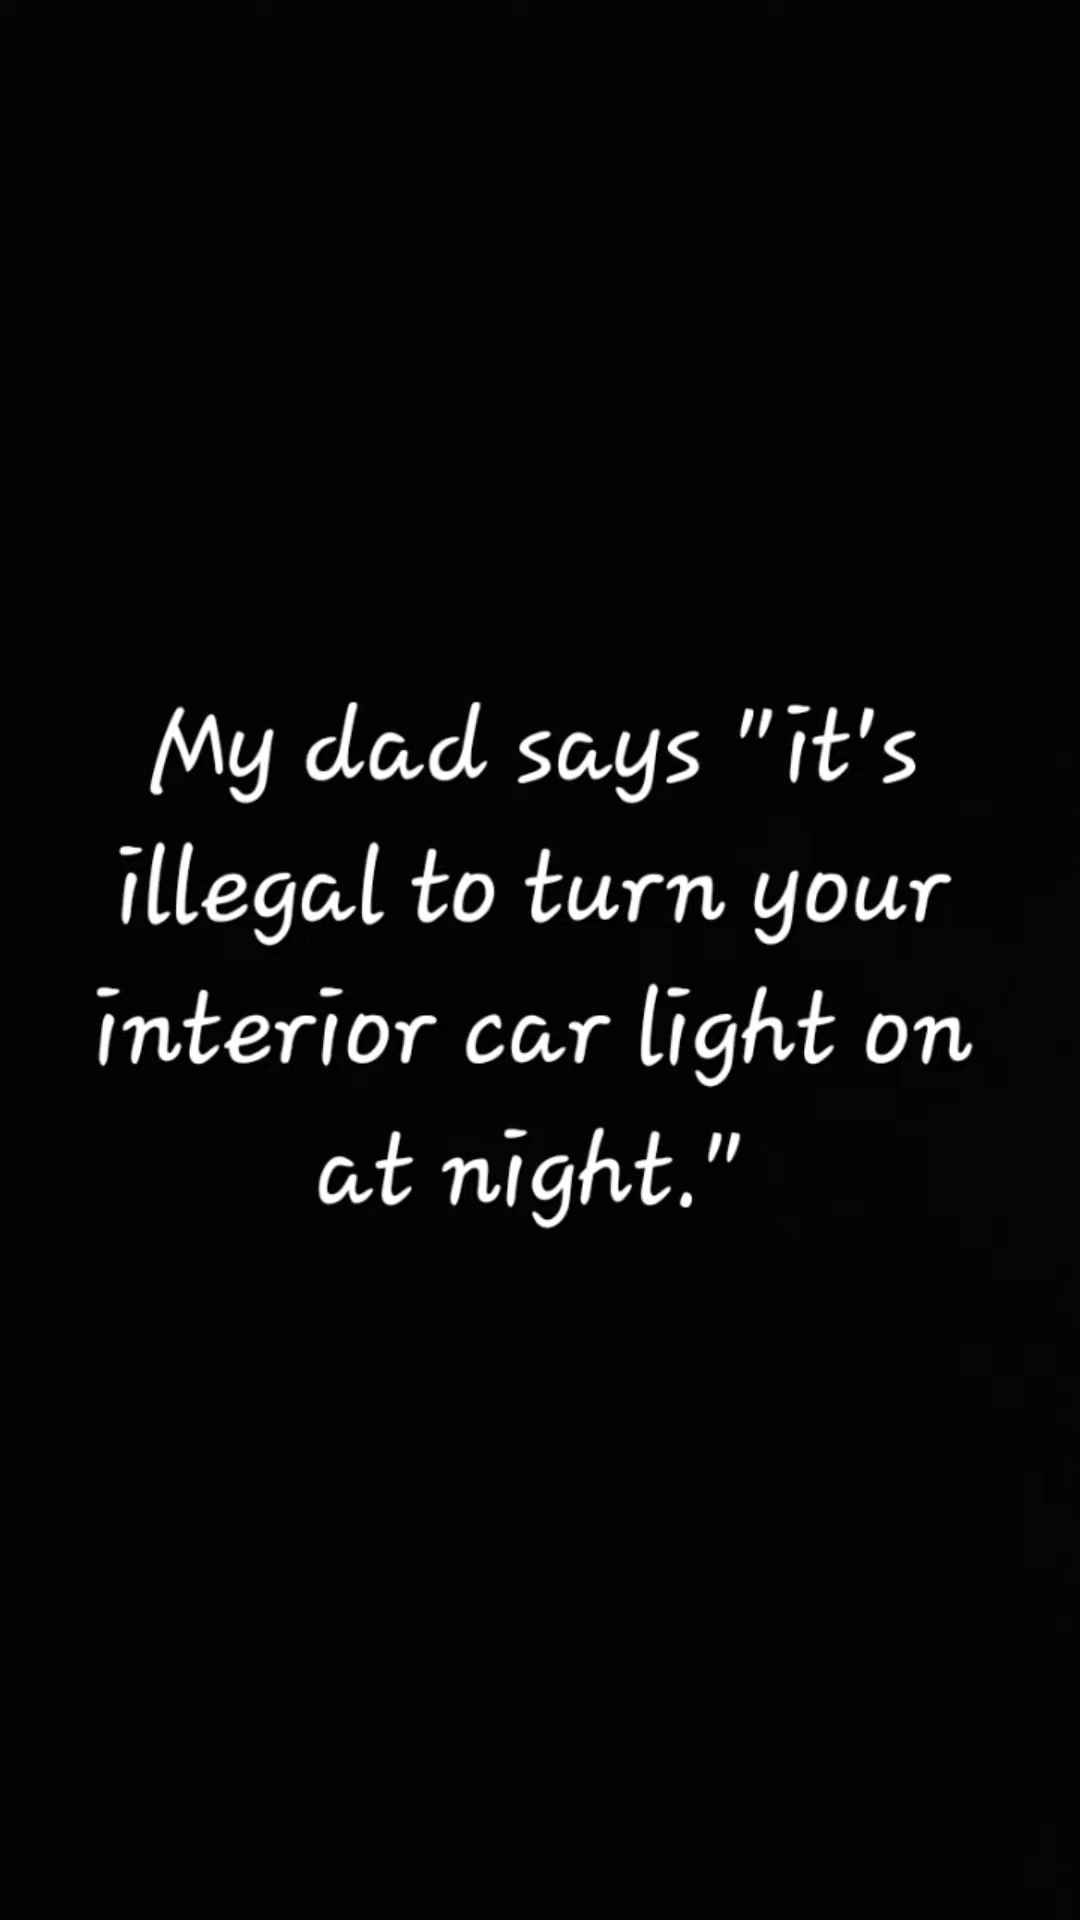 My dad says "it's
illegal to turn your
interior car light on
at night."